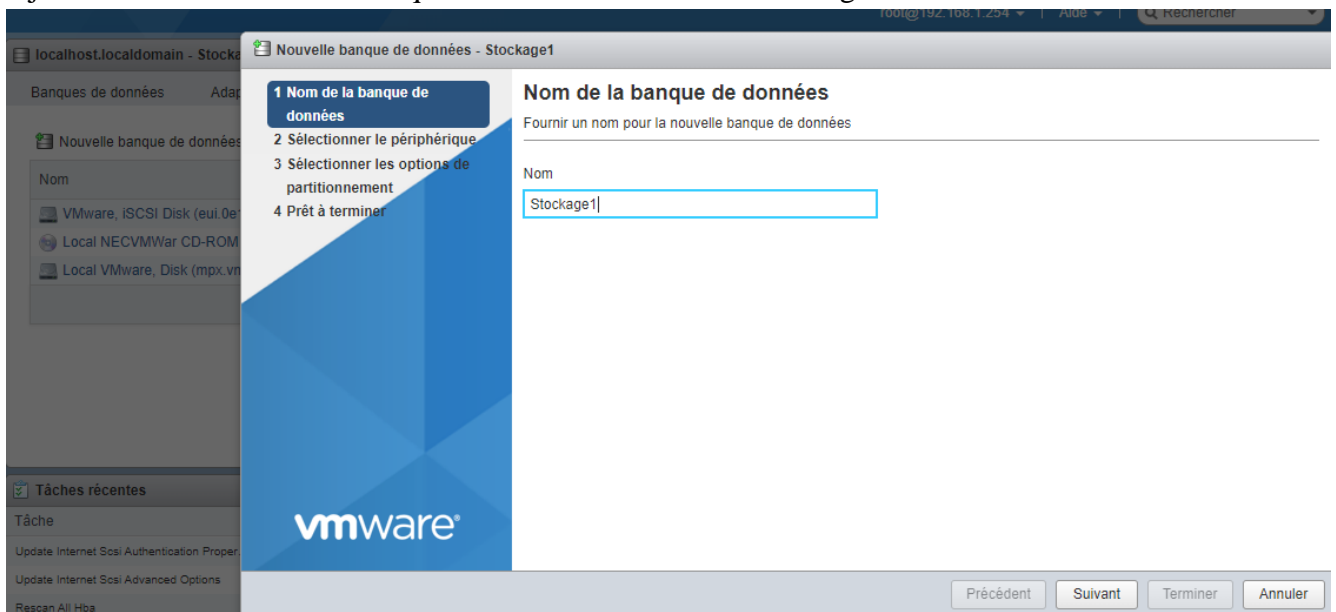 root@192.168.1.254
Aide
Rechercher
localhost.localdomain - Stocka
Nouvelle banque de données - Stockage1
Banques de données
Adap
Nouvelle banque de données
Nom
VMware, iSCSI Disk (eui.0e
Local NECVMWar CD-ROM
Local VMware, Disk (mpx.vm
1 Nom de la banque de
données
2 Sélectionner le périphérique
3 Sélectionner les options de
partitionnement
4 Prêt à terminer
vmware
Nom de la banque de données
Fournir un nom pour la nouvelle banque de données
Nom
Stockage1
Tâches récentes
Tâche
Update Internet Scsi Authentication Proper.
Update Internet Scsi Advanced Options
Rescan All Hba
Précédent
Suivant
Terminer
Annuler